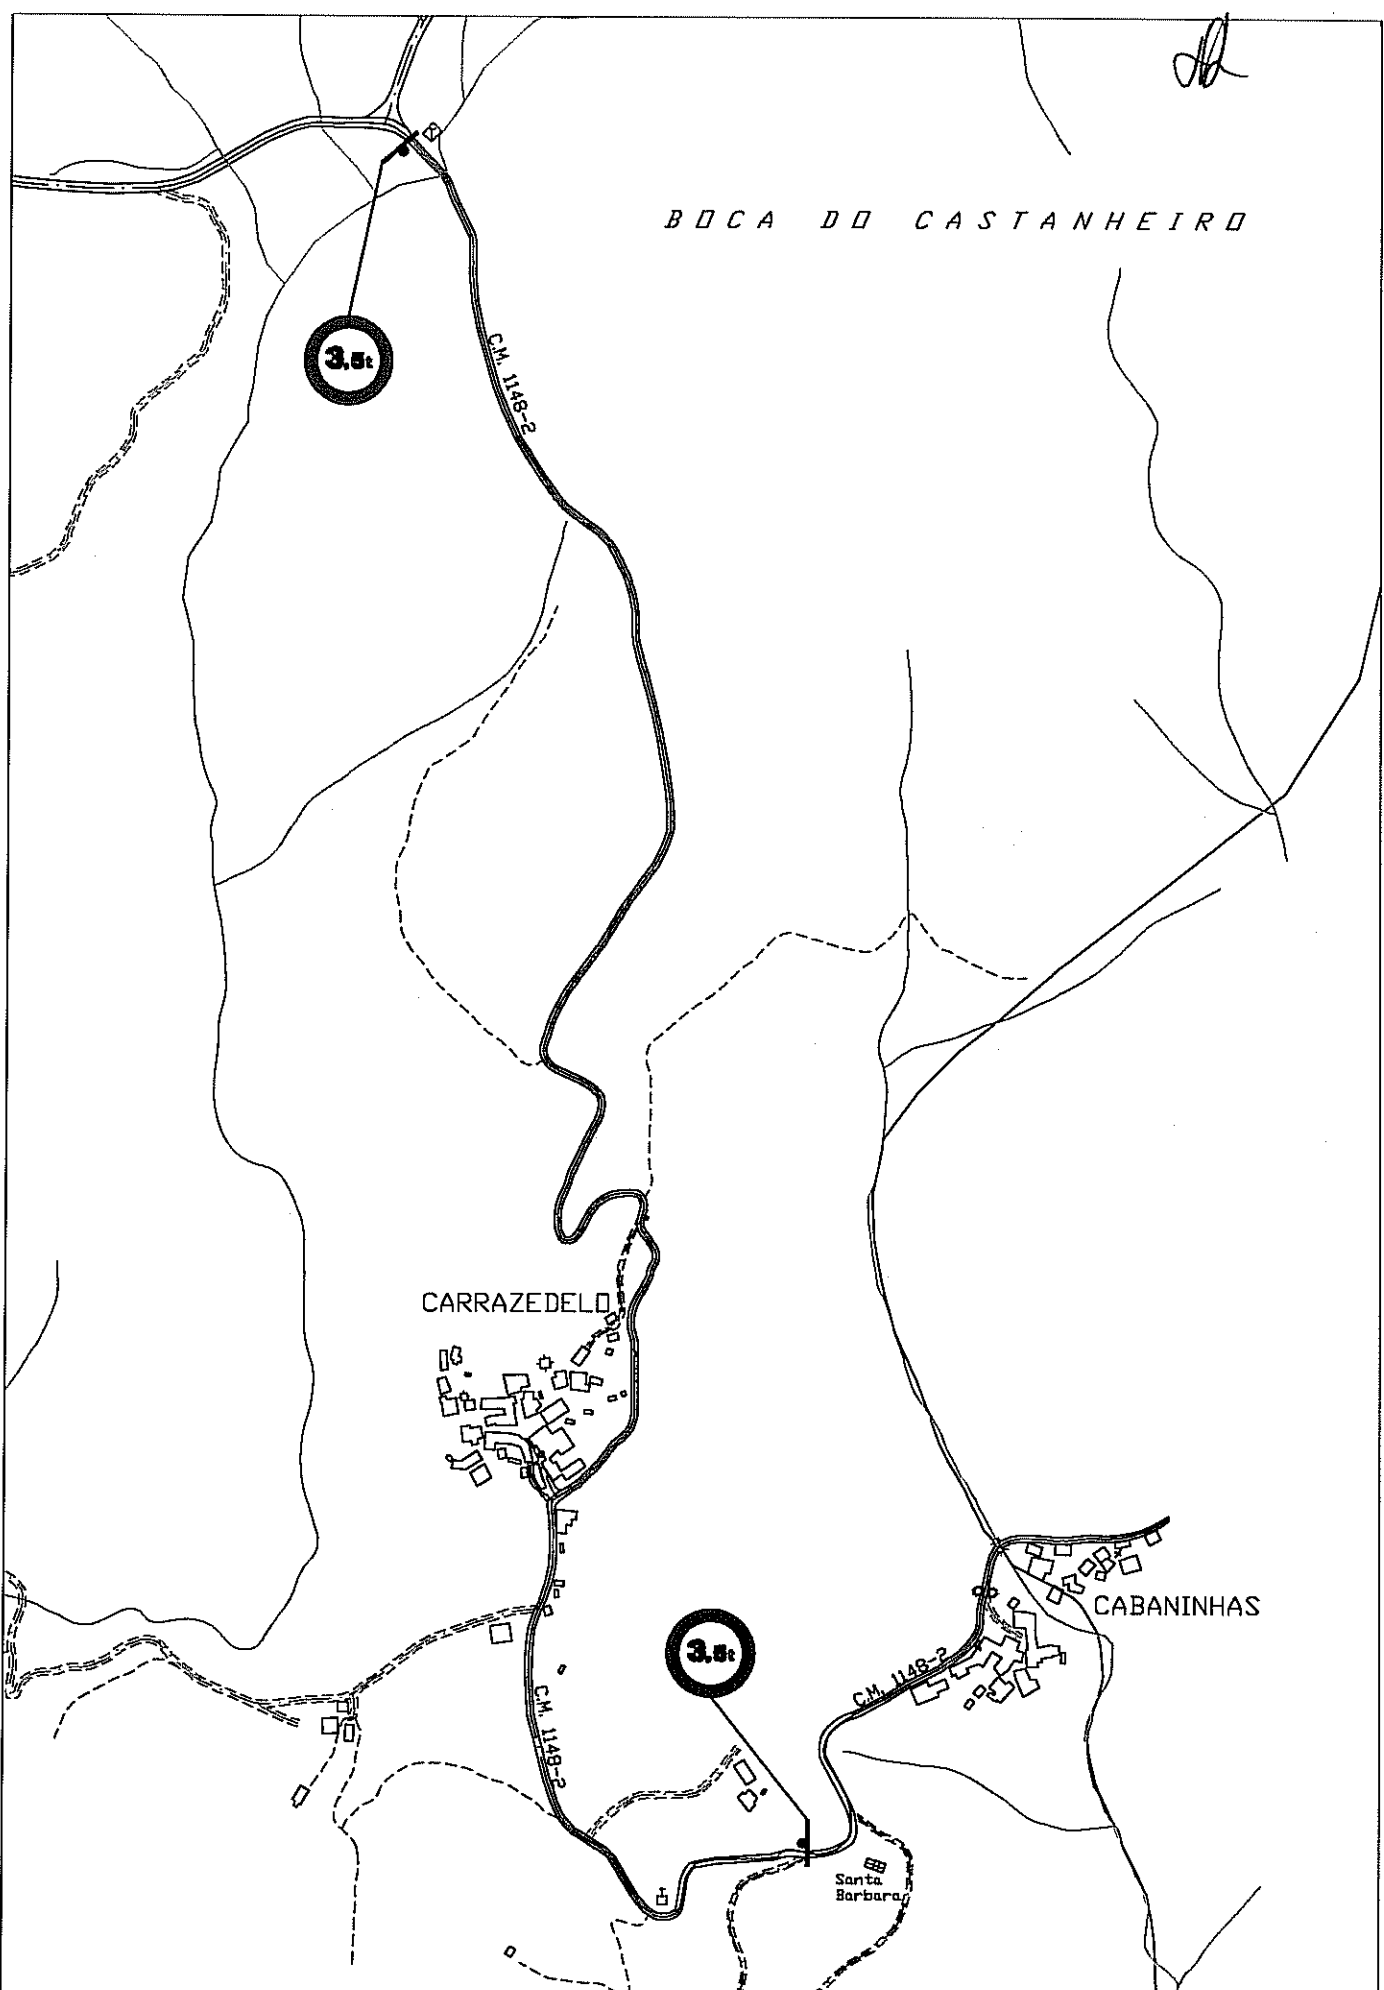 BOCA DO CASTANHEIRO
3.5t
C.M. 1148-2
CARRAZEDELO
CABANINHAS
3.5t
C.M. 1148-2
C.M. 1148-2
Santa
Barbara